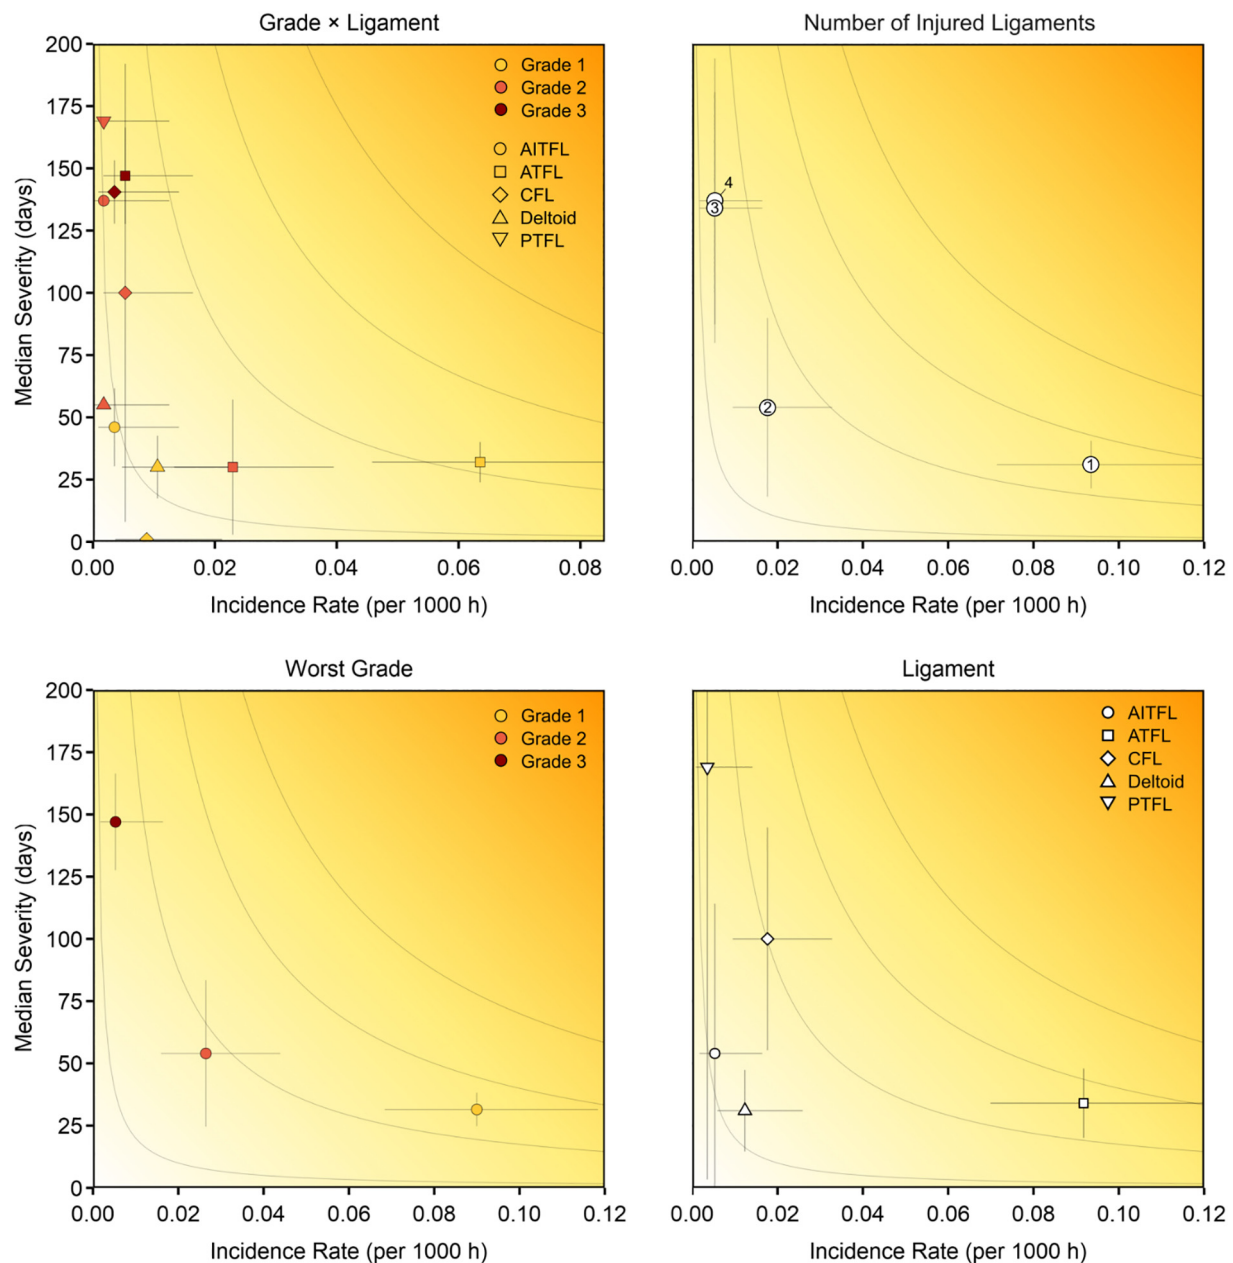 Grade × Ligament
200
175
150
125
100
75
50
25
0
Median Severity (days)
Grade 1
Grade 2
Grade 3
AITFL
ATFL
CFL
Deltoid
PTFL
0.00 0.02 0.04 0.06 0.08
Incidence Rate (per 1000 h)
Number of Injured Ligaments
4
3
2
1
0.00 0.02 0.04 0.06 0.08 0.10 0.12
Incidence Rate (per 1000 h)
Worst Grade
200
175
150
125
100
75
50
25
0
Median Severity (days)
Grade 1
Grade 2
Grade 3
0.00 0.02 0.04 0.06 0.08 0.10 0.12
Incidence Rate (per 1000 h)
Ligament
AITFL
ATFL
CFL
Deltoid
PTFL
0.00 0.02 0.04 0.06 0.08 0.10 0.12
Incidence Rate (per 1000 h)